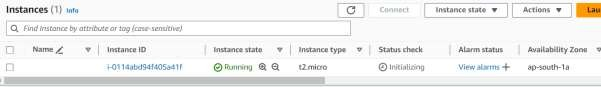 Instances (1) Info
Connect Instance state Actions Lau
Find Instance by attribute or tag (case-sensitive)
Name Instance ID Instance state Instance type Status check Alarm status Availability Zone
i-0114abd94f405a41f Running t2.micro Initializing View alarms + ap-south-1a